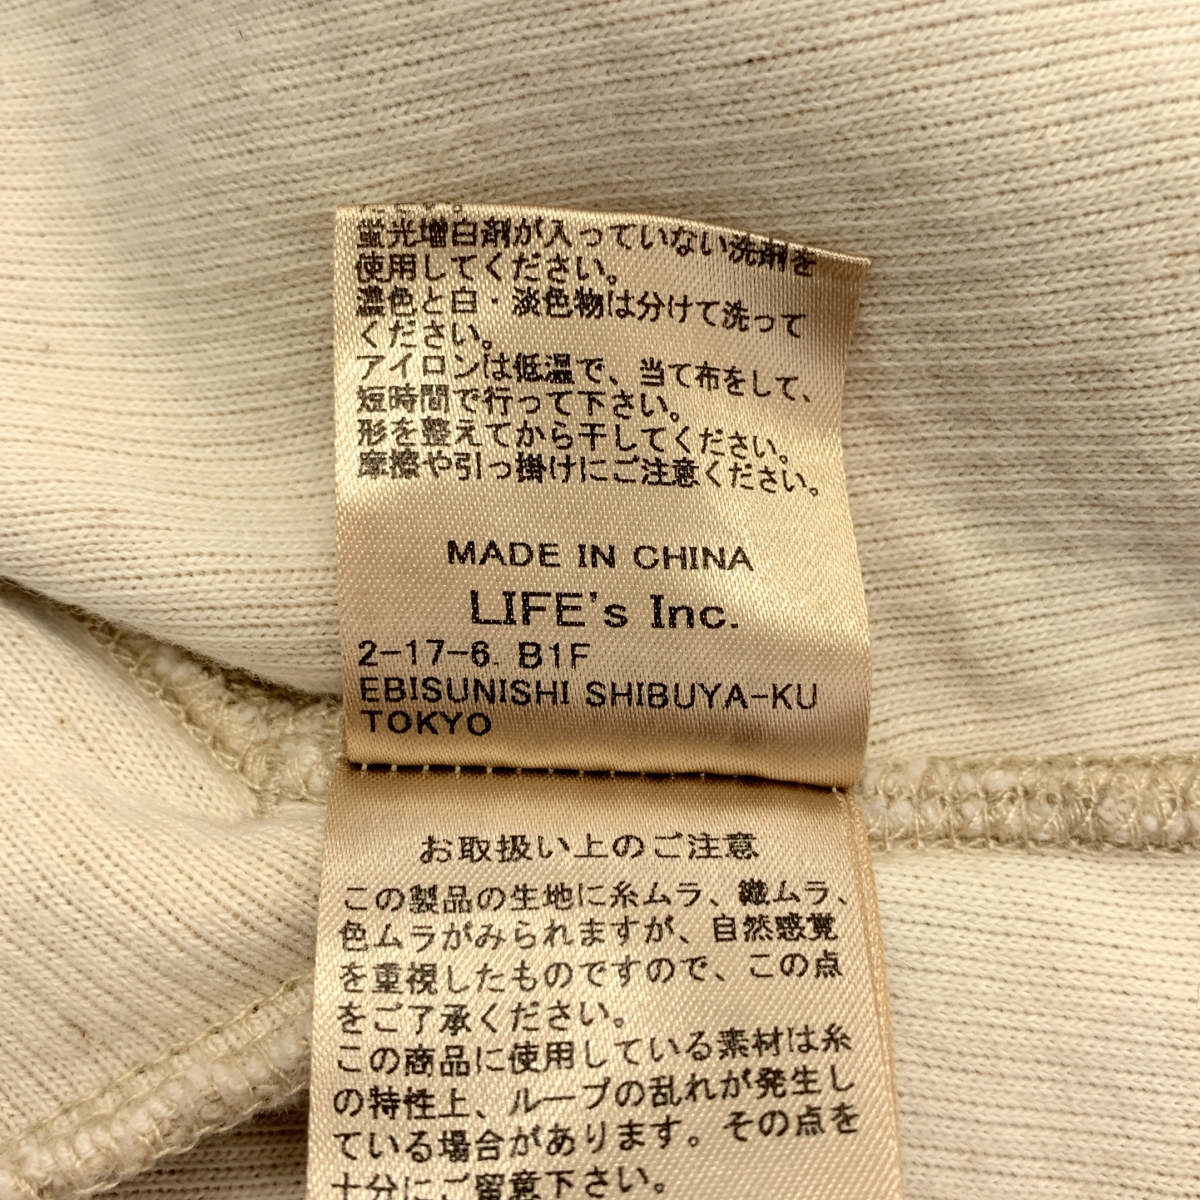 蛍光増白剤が入っていない洗剤を
使用してください。
濃色と白・淡色物は分けて洗って
ください。
アイロンは低温で、当て布をして、
短時間で行って下さい。
形を整えてから干してください。
摩擦や引っ掛けにご注意ください。
MADE IN CHINA
LIFE's Inc.
2-17-6. B1F
EBISUNISHI SHIBUYA-KU
TOKYO
お取扱い上のご注意
この製品の生地に糸ムラ、織ムラ、
色ムラがみられますが、自然感覚
を重視したものですので、この点
をご了承ください。
この商品に使用している素材は糸
の特性上、ループの乱れが発生し
ている場合があります。その点を
十分にご留意下さい。